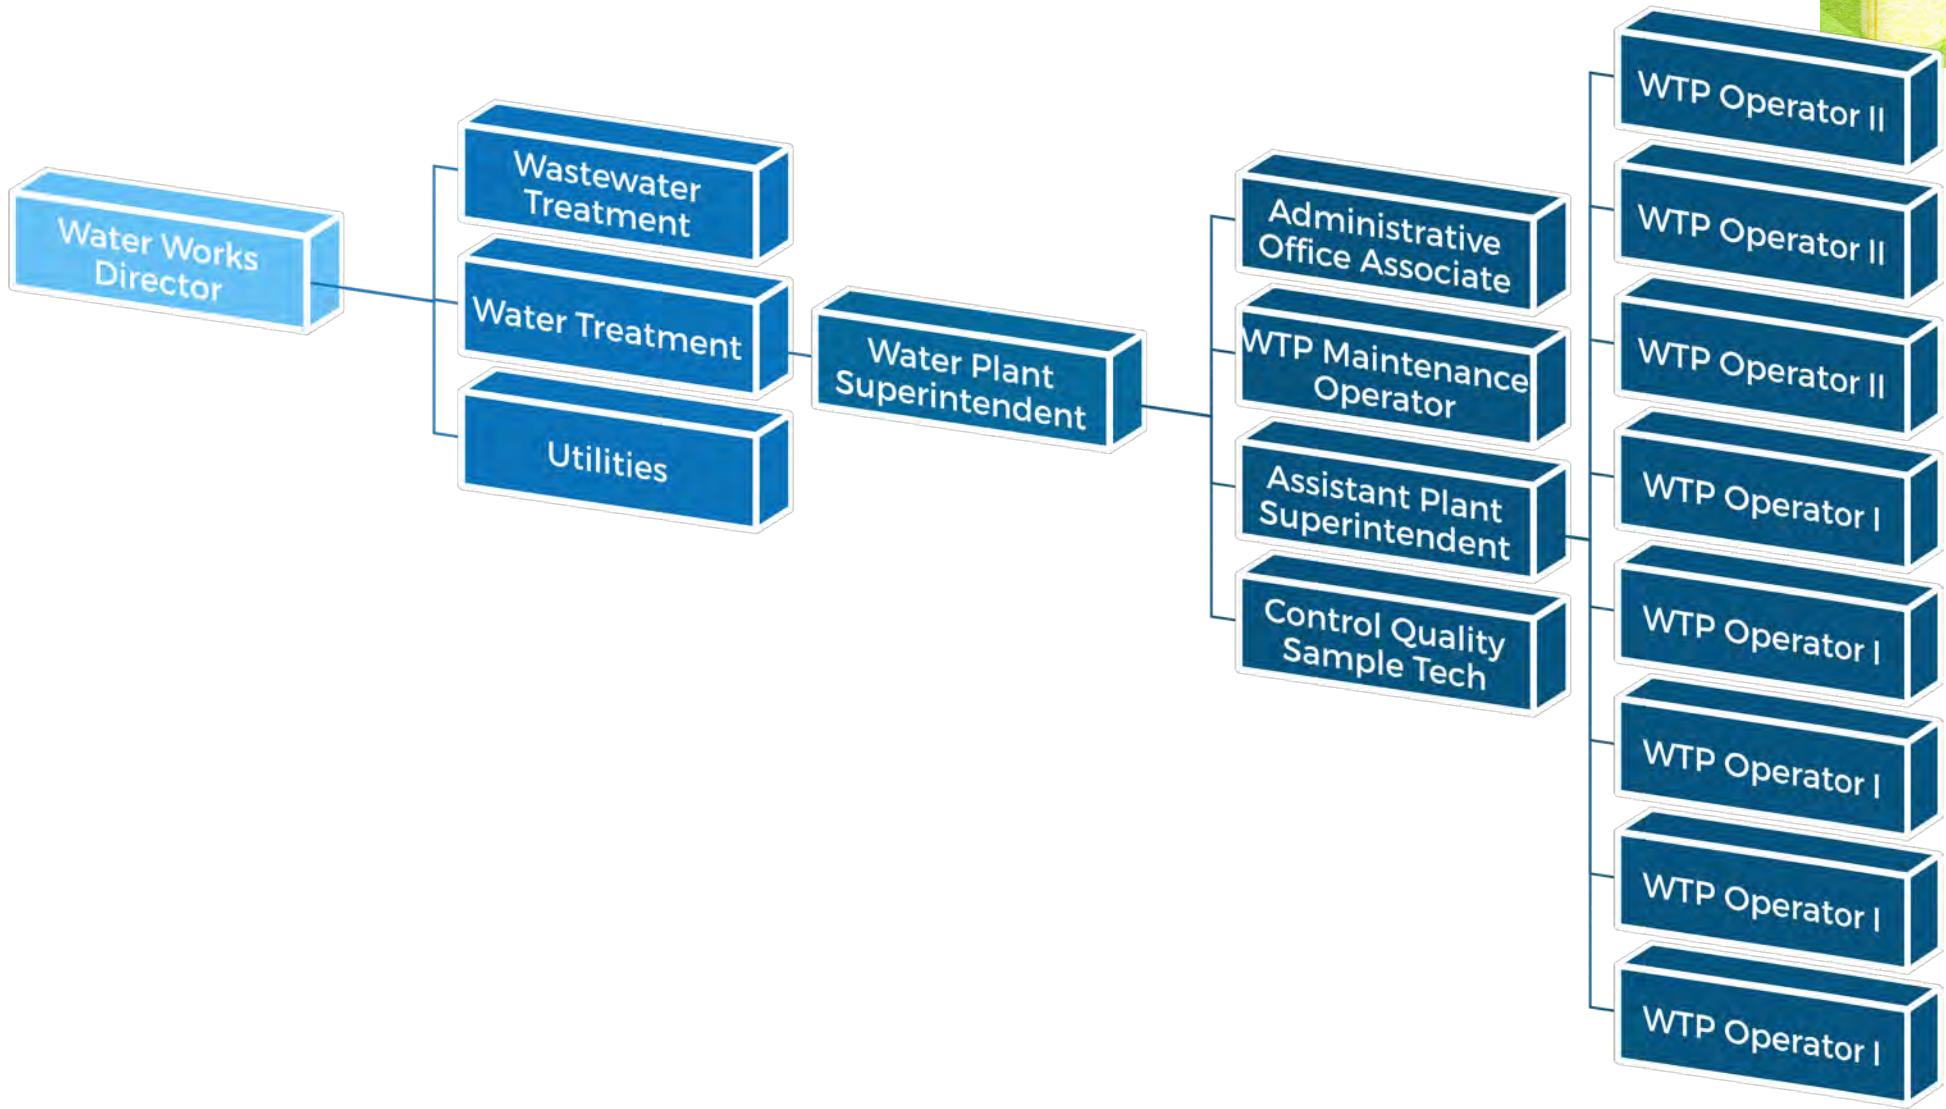 Water Works
Director
Wastewater
Treatment
Water Treatment
Utilities
Water Plant
Superintendent
Administrative
Office Associate
WTP Maintenance
Operator
Assistant Plant
Superintendent
Control Quality
Sample Tech
WTP Operator II
WTP Operator II
WTP Operator II
WTP Operator I
WTP Operator I
WTP Operator I
WTP Operator I
WTP Operator I